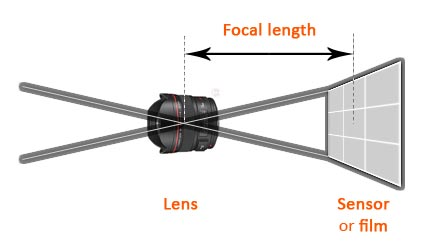 Focal length
Lens
Sensor
or film